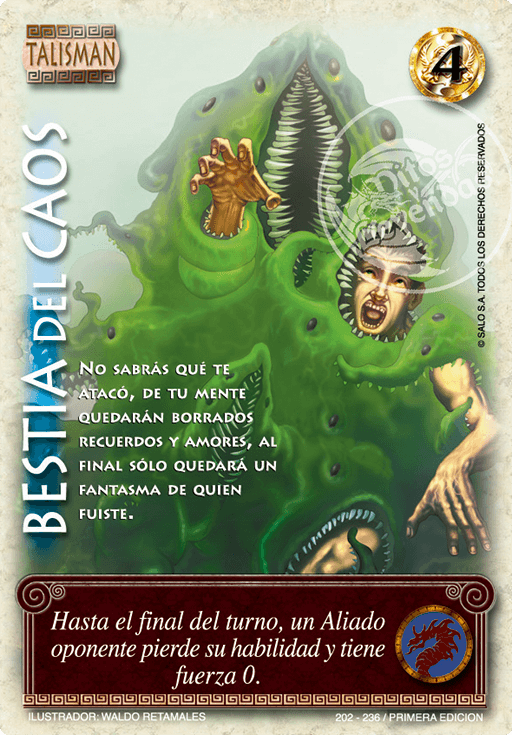 TALISMAN
4
BESTIA DEL CAOS
Mitos
y
Leyendas
© SALO S.A. TODOS LOS DERECHOS RESERVADOS
No sabrás qué te
atacó, de tu mente
quedarán borrados
recuerdos y amores, al
final sólo quedará un
fantasma de quien
fuiste.
Hasta el final del turno, un Aliado
oponente pierde su habilidad y tiene
fuerza 0.
ILUSTRADOR: WALDO RETAMALES
202 - 236 / PRIMERA EDICION